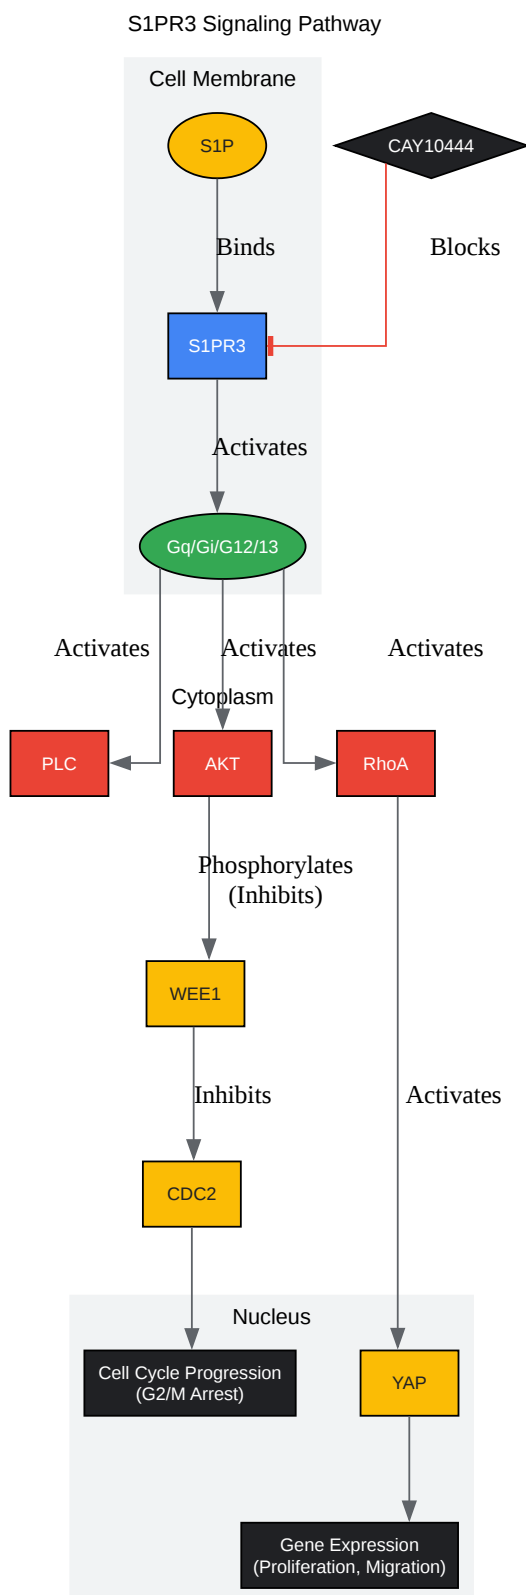 S1PR3 Signaling Pathway
Cell Membrane
S1P
CAY10444
Binds
Blocks
S1PR3
Activates
Gq/Gi/G12/13
Activates
Activates
Activates
Cytoplasm
PLC
AKT
RhoA
Phosphorylates
(Inhibits)
WEE1
Inhibits
Activates
CDC2
Nucleus
Cell Cycle Progression
(G2/M Arrest)
YAP
Gene Expression
(Proliferation, Migration)